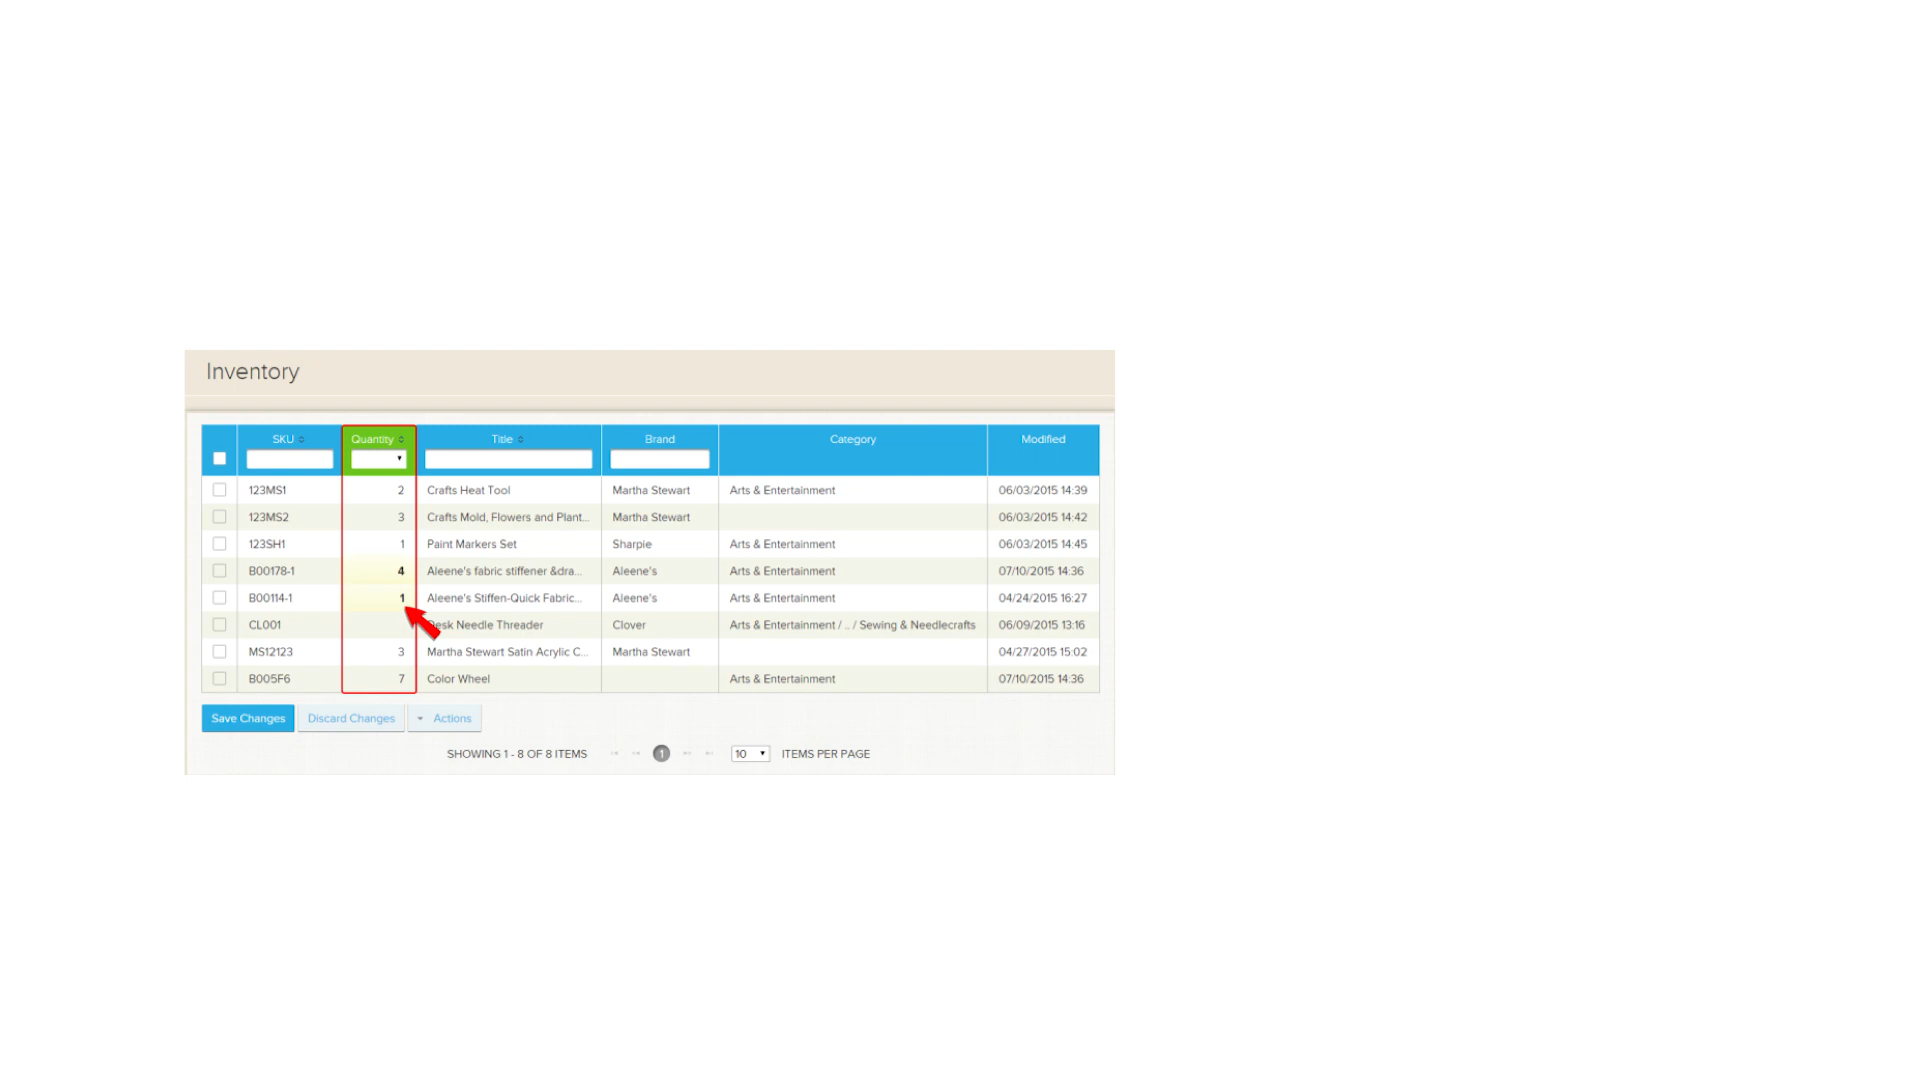 Inventory
SKU Quantity Title Brand Category Modified
123MS1 2 Crafts Heat Tool Martha Stewart Arts & Entertainment 06/03/2015 14:39
123MS2 3 Crafts Mold, Flowers and Plant... Martha Stewart 06/03/2015 14:42
123SH1 1 Paint Markers Set Sharpie Arts & Entertainment 06/03/2015 14:45
B00178-1 4 Aleene's fabric stiffener &dra... Aleene's Arts & Entertainment 07/10/2015 14:36
B00114-1 1 Aleene's Stiffen-Quick Fabric... Aleene's Arts & Entertainment 04/24/2015 16:27
CL001 Desk Needle Threader Clover Arts & Entertainment / .. / Sewing & Needlecrafts 06/09/2015 13:16
MS12123 3 Martha Stewart Satin Acrylic C... Martha Stewart 04/27/2015 15:02
B005F6 7 Color Wheel Arts & Entertainment 07/10/2015 14:36
Save Changes Discard Changes Actions
SHOWING 1 - 8 OF 8 ITEMS 1 10 ITEMS PER PAGE